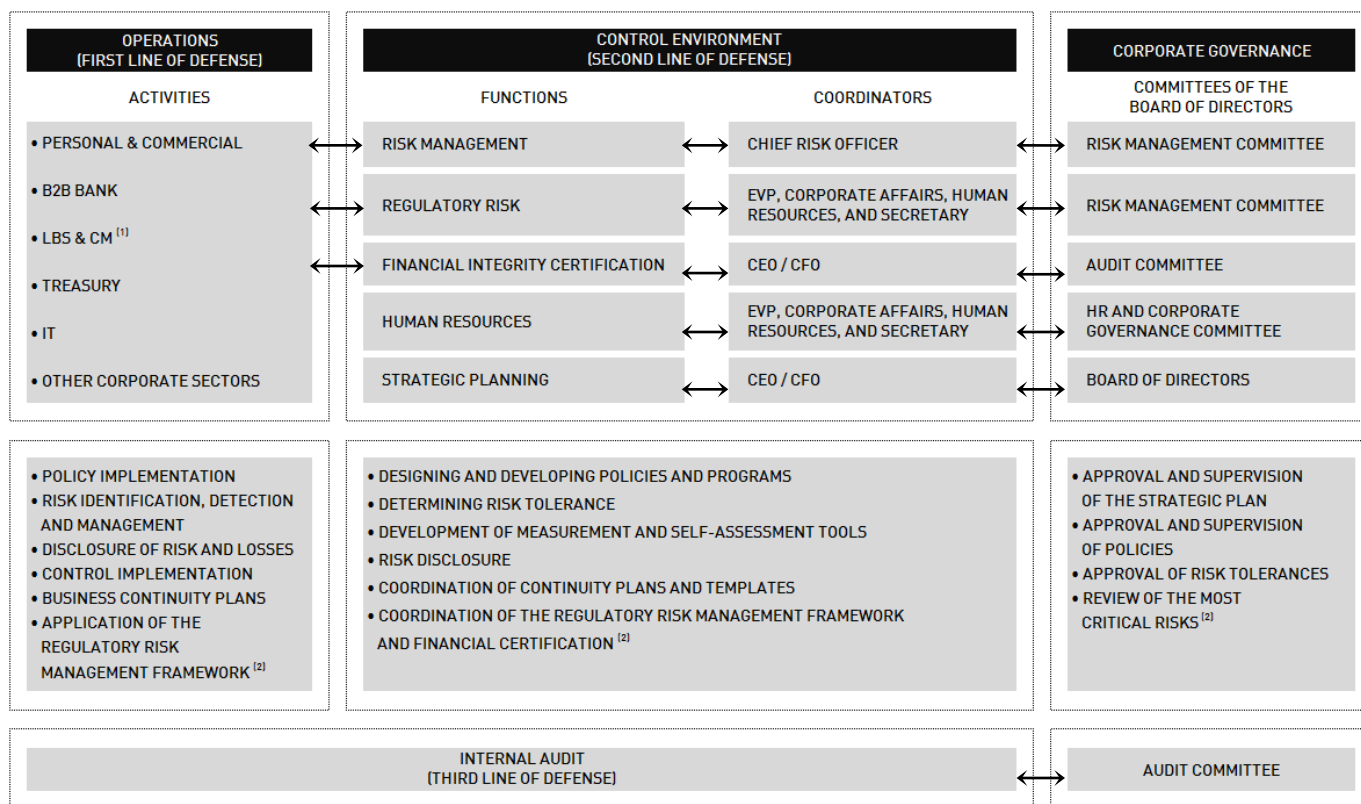 OPERATIONS
(FIRST LINE OF DEFENSE)
CONTROL ENVIRONMENT
(SECOND LINE OF DEFENSE)
CORPORATE GOVERNANCE
ACTIVITIES
FUNCTIONS
COORDINATORS
COMMITTEES OF THE
BOARD OF DIRECTORS
• PERSONAL & COMMERCIAL
• B2B BANK
• LBS & CM (1)
• TREASURY
• IT
• OTHER CORPORATE SECTORS
RISK MANAGEMENT
CHIEF RISK OFFICER
RISK MANAGEMENT COMMITTEE
REGULATORY RISK
EVP, CORPORATE AFFAIRS, HUMAN
RESOURCES, AND SECRETARY
RISK MANAGEMENT COMMITTEE
FINANCIAL INTEGRITY CERTIFICATION
CEO / CFO
AUDIT COMMITTEE
HUMAN RESOURCES
EVP, CORPORATE AFFAIRS, HUMAN
RESOURCES, AND SECRETARY
HR AND CORPORATE
GOVERNANCE COMMITTEE
STRATEGIC PLANNING
CEO / CFO
BOARD OF DIRECTORS
• POLICY IMPLEMENTATION
• RISK IDENTIFICATION, DETECTION
AND MANAGEMENT
• DISCLOSURE OF RISK AND LOSSES
• CONTROL IMPLEMENTATION
• BUSINESS CONTINUITY PLANS
• APPLICATION OF THE
REGULATORY RISK
MANAGEMENT FRAMEWORK (2)
• DESIGNING AND DEVELOPING POLICIES AND PROGRAMS
• DETERMINING RISK TOLERANCE
• DEVELOPMENT OF MEASUREMENT AND SELF-ASSESSMENT TOOLS
• RISK DISCLOSURE
• COORDINATION OF CONTINUITY PLANS AND TEMPLATES
• COORDINATION OF THE REGULATORY RISK MANAGEMENT FRAMEWORK
AND FINANCIAL CERTIFICATION (2)
• APPROVAL AND SUPERVISION
OF THE STRATEGIC PLAN
• APPROVAL AND SUPERVISION
OF POLICIES
• APPROVAL OF RISK TOLERANCES
• REVIEW OF THE MOST
CRITICAL RISKS (2)
INTERNAL AUDIT
(THIRD LINE OF DEFENSE)
AUDIT COMMITTEE